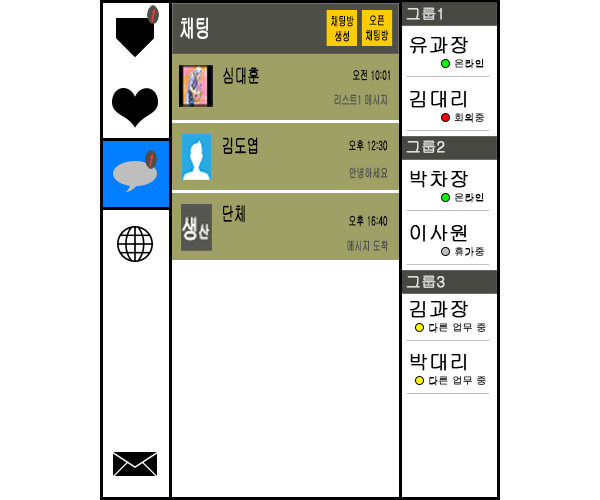 채팅
채팅방
생성
오픈
채팅방
심대훈
오전 10:01
리스트1 메시지
김도엽
오후 12:30
안녕하세요
생산
단체
오후 16:40
메시지 도착
그룹1
유과장
온라인
김대리
회의중
그룹2
박차장
온라인
이사원
휴가중
그룹3
김과장
다른 업무 중
박대리
다른 업무 중